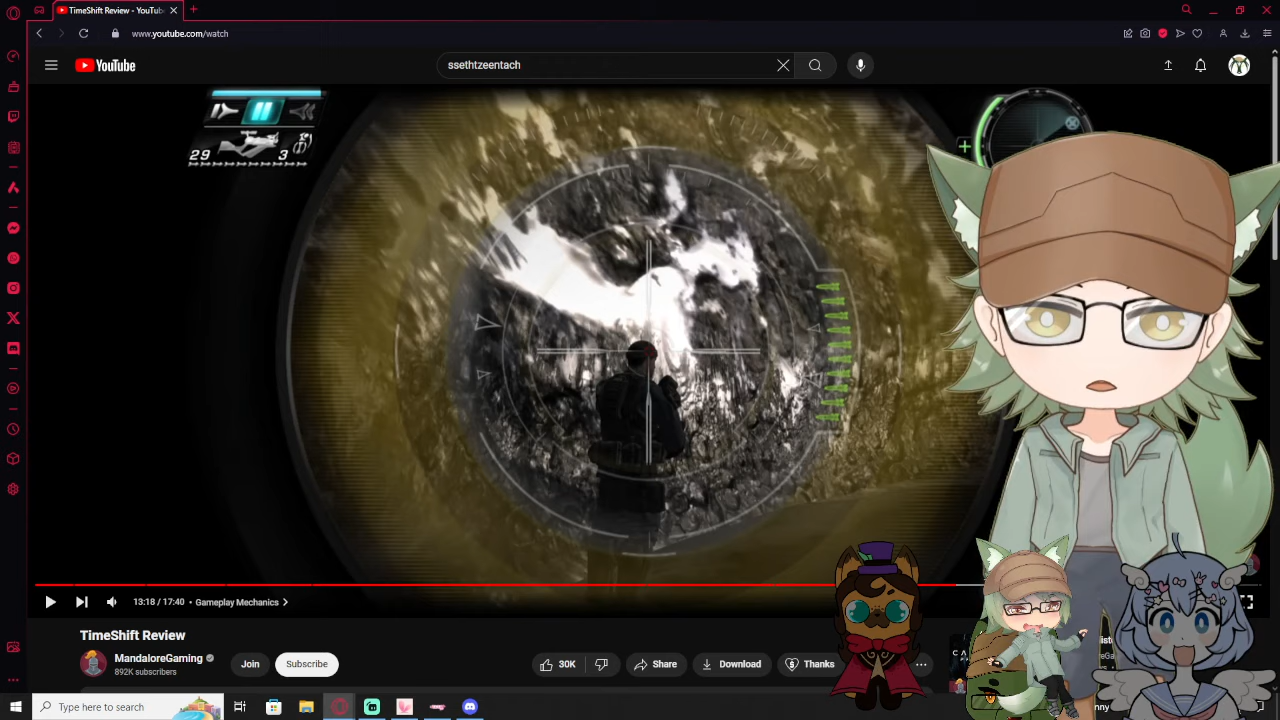 TimeShift Review - YouTub
www.youtube.com/watch
YouTube
ssethtzeentach
29
3
13:18 / 17:40 • Gameplay Mechanics
TimeShift Review
MandaloreGaming
892K subscribers
Join
Subscribe
30K
Share
Download
Thanks
Type here to search